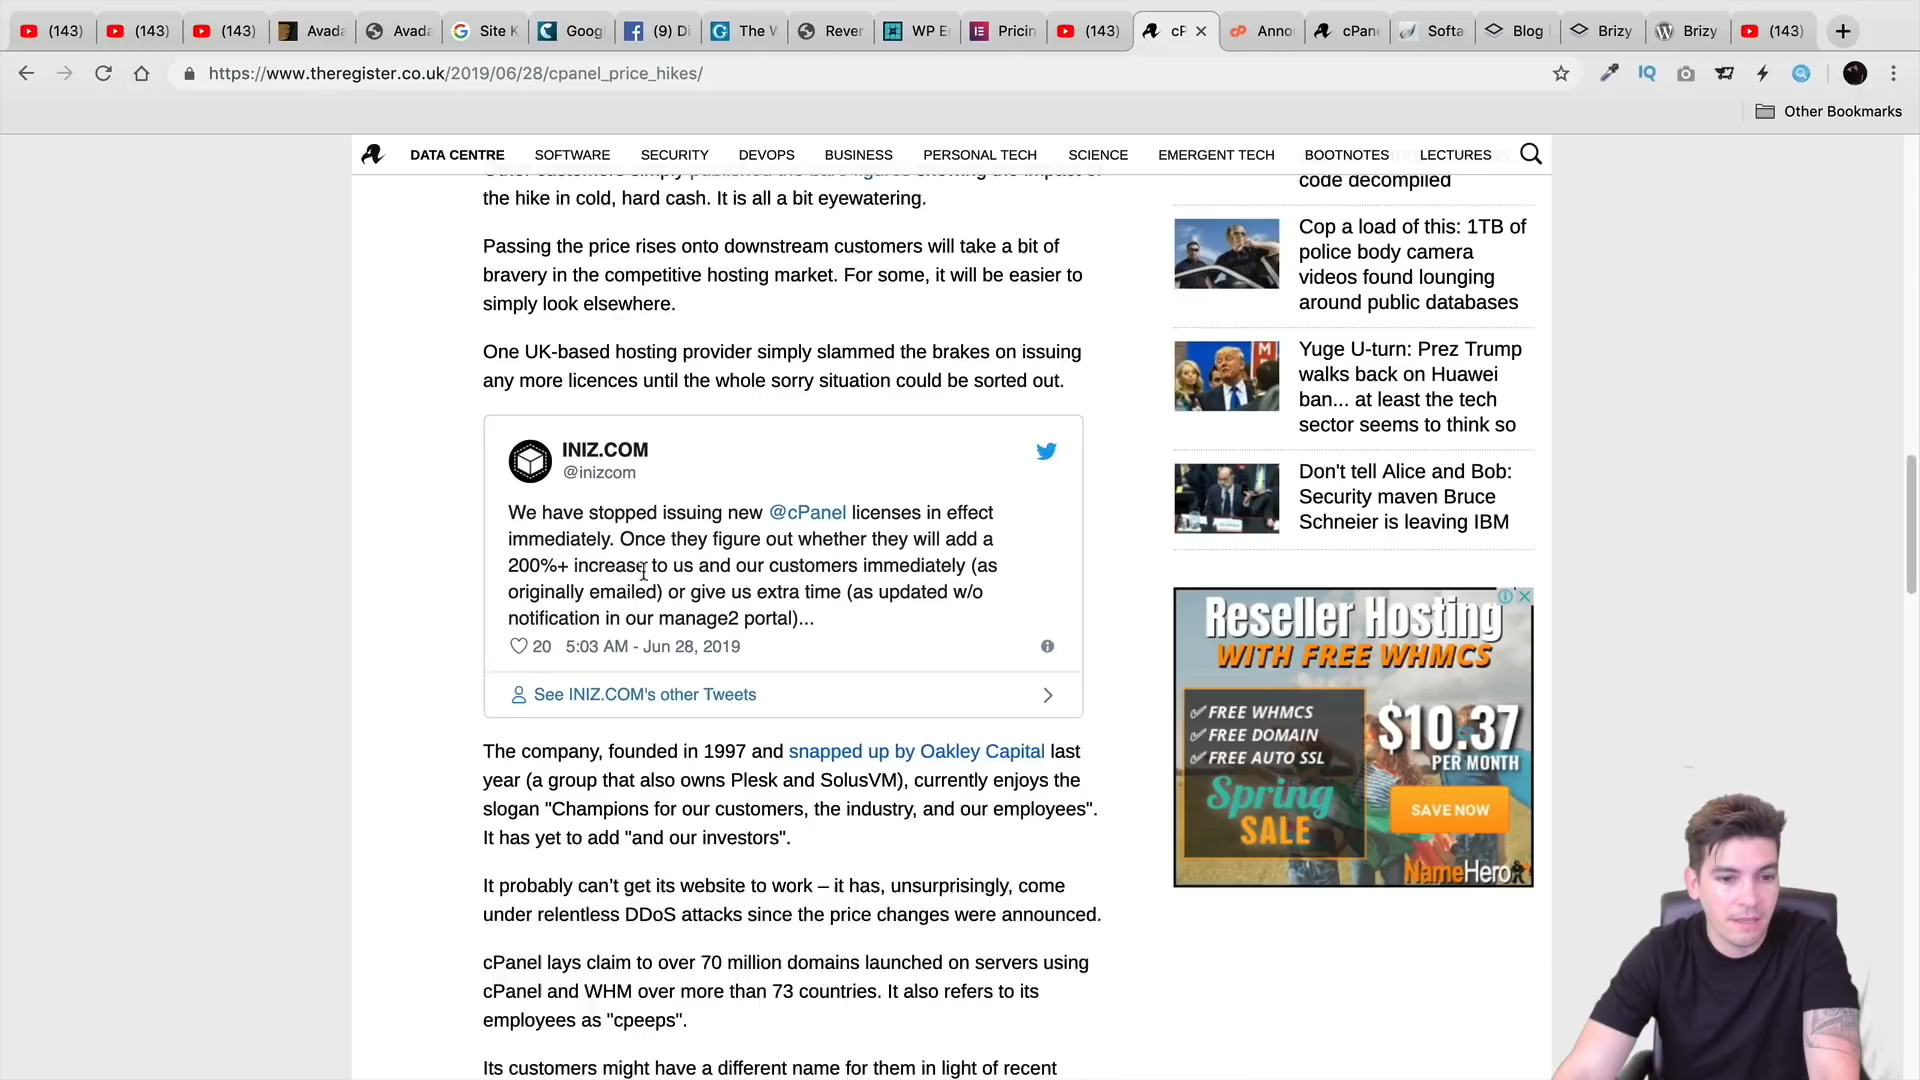 (143)
(143)
(143)
Avada
Avada
Site K
Goog
(9) Di
The W
Rever
WP E
Pricin
(143)
cP
Anno
cPane
Softa
Blog
Brizy
Brizy
(143)
https://www.theregister.co.uk/2019/06/28/cpanel_price_hikes/
IQ
Other Bookmarks
DATA CENTRE SOFTWARE SECURITY DEVOPS BUSINESS PERSONAL TECH SCIENCE EMERGENT TECH BOOTNOTES LECTURES
Other customers simply published the bare figures showing the impact of
the hike in cold, hard cash. It is all a bit eyewatering.
Passing the price rises onto downstream customers will take a bit of
bravery in the competitive hosting market. For some, it will be easier to
simply look elsewhere.
One UK-based hosting provider simply slammed the brakes on issuing
any more licences until the whole sorry situation could be sorted out.
INIZ.COM
@inizcom
We have stopped issuing new @cPanel licenses in effect
immediately. Once they figure out whether they will add a
200%+ increase to us and our customers immediately (as
originally emailed) or give us extra time (as updated w/o
notification in our manage2 portal)...
20 5:03 AM - Jun 28, 2019
See INIZ.COM's other Tweets
The company, founded in 1997 and snapped up by Oakley Capital last
year (a group that also owns Plesk and SolusVM), currently enjoys the
slogan "Champions for our customers, the industry, and our employees".
It has yet to add "and our investors".
It probably can’t get its website to work – it has, unsurprisingly, come
under relentless DDoS attacks since the price changes were announced.
cPanel lays claim to over 70 million domains launched on servers using
cPanel and WHM over more than 73 countries. It also refers to its
employees as "cpeeps".
Its customers might have a different name for them in light of recent
code decompiled
Cop a load of this: 1TB of
police body camera
videos found lounging
around public databases
Yuge U-turn: Prez Trump
walks back on Huawei
ban... at least the tech
sector seems to think so
Don't tell Alice and Bob:
Security maven Bruce
Schneier is leaving IBM
Reseller Hosting
WITH FREE WHMCS
FREE WHMCS
FREE DOMAIN
FREE AUTO SSL
$10.37
PER MONTH
Spring
SALE
SAVE NOW
NameHero